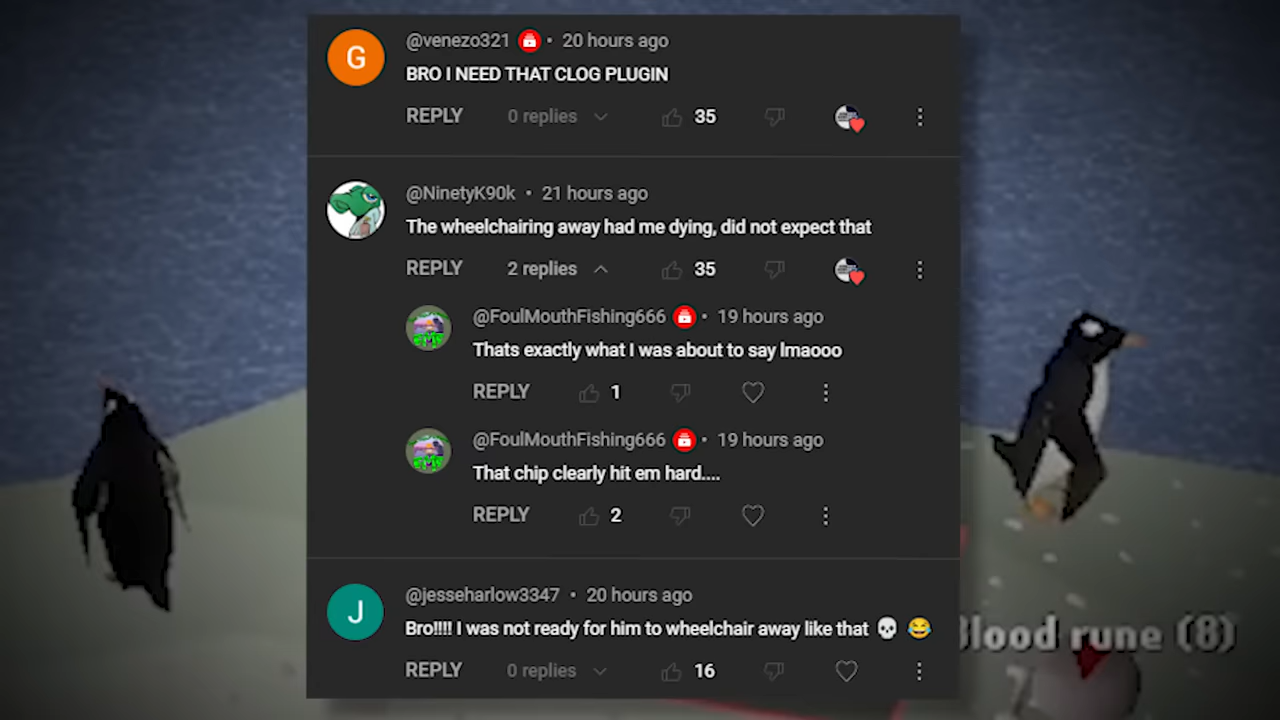 G
@venezo321 • 20 hours ago
BRO I NEED THAT CLOG PLUGIN
REPLY 0 replies 35
@NinetyK90k • 21 hours ago
The wheelchairing away had me dying, did not expect that
REPLY 2 replies 35
@FoulMouthFishing666 • 19 hours ago
Thats exactly what I was about to say lmaooo
REPLY 1
@FoulMouthFishing666 • 19 hours ago
That chip clearly hit em hard....
REPLY 2
J
@jesseharlow3347 • 20 hours ago
Bro!!!! I was not ready for him to wheelchair away like that 💀 😂
REPLY 0 replies 16
Blood rune (8)